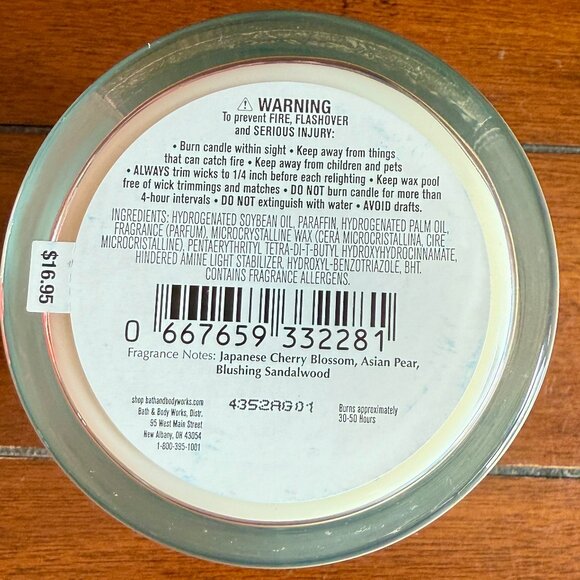 ⚠ WARNING
To prevent FIRE, FLASHOVER
and SERIOUS INJURY:
• Burn candle within sight • Keep away from things
that can catch fire • Keep away from children and pets
• ALWAYS trim wicks to 1/4 inch before each relighting • Keep wax pool
free of wick trimmings and matches • DO NOT burn candle for more than
4-hour intervals • DO NOT extinguish with water • AVOID drafts.
INGREDIENTS: HYDROGENATED SOYBEAN OIL, PARAFFIN, HYDROGENATED PALM OIL,
FRAGRANCE (PARFUM), MICROCRYSTALLINE WAX (CERA MICROCRISTALLINA, CIRE
MICROCRISTALLINE), PENTAERYTHRITYL TETRA-DI-T-BUTYL HYDROXYHYDROCINNAMATE,
HINDERED AMINE LIGHT STABILIZER, HYDROXYL-BENZOTRIAZOLE, BHT.
CONTAINS FRAGRANCE ALLERGENS.
$16.95
0 667659 332281
Fragrance Notes: Japanese Cherry Blossom, Asian Pear,
Blushing Sandalwood
shop bathandbodyworks.com
Bath & Body Works, Distr.
95 West Main Street
New Albany, OH 43054
1-800-395-1001
4352AG01
Burns approximately
30-50 Hours